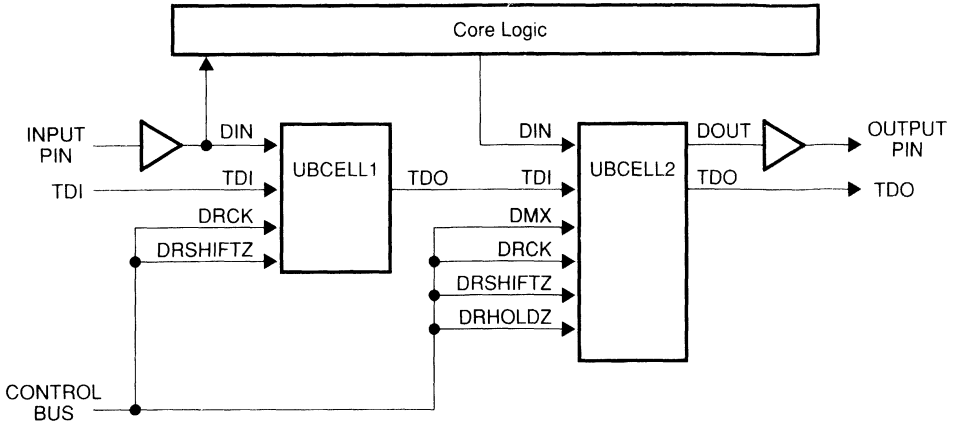 Core Logic
INPUT
PIN
DIN
DIN
DOUT
OUTPUT
PIN
UBCELL1
UBCELL2
TDI
TDI
TDO
TDI
TDO
TDO
DRCK
DMX
DRSHIFTZ
DRCK
DRSHIFTZ
DRHOLDZ
CONTROL
BUS